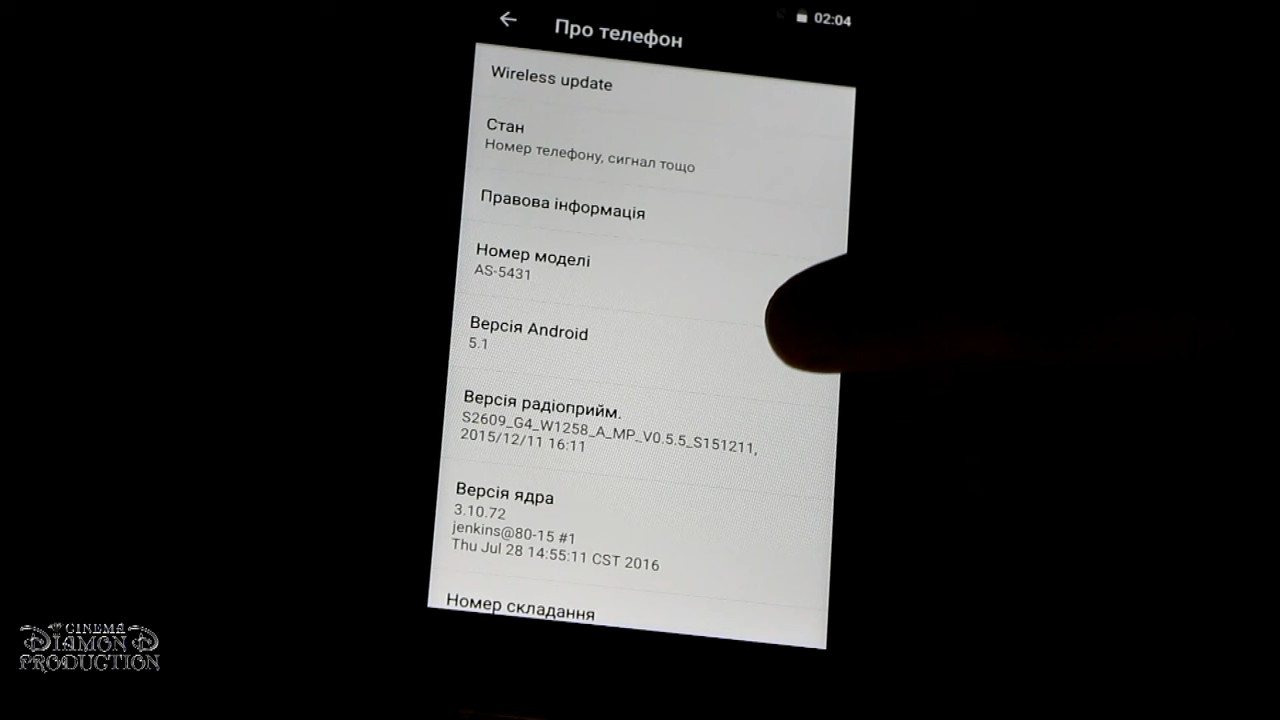 02:04
Про телефон
Wireless update
Стан
Номер телефону, сигнал тощо
Правова інформація
Номер моделі
AS-5431
Версія Android
5.1
Версія радіоприйм.
S2609_G4_W1258_A_MP_V0.5.5_S151211,
2015/12/11 16:11
Версія ядра
3.10.72
jenkins@80-15 #1
Thu Jul 28 14:55:11 CST 2016
Номер складання
CINEMA
DIAMOND
PRODUCTION